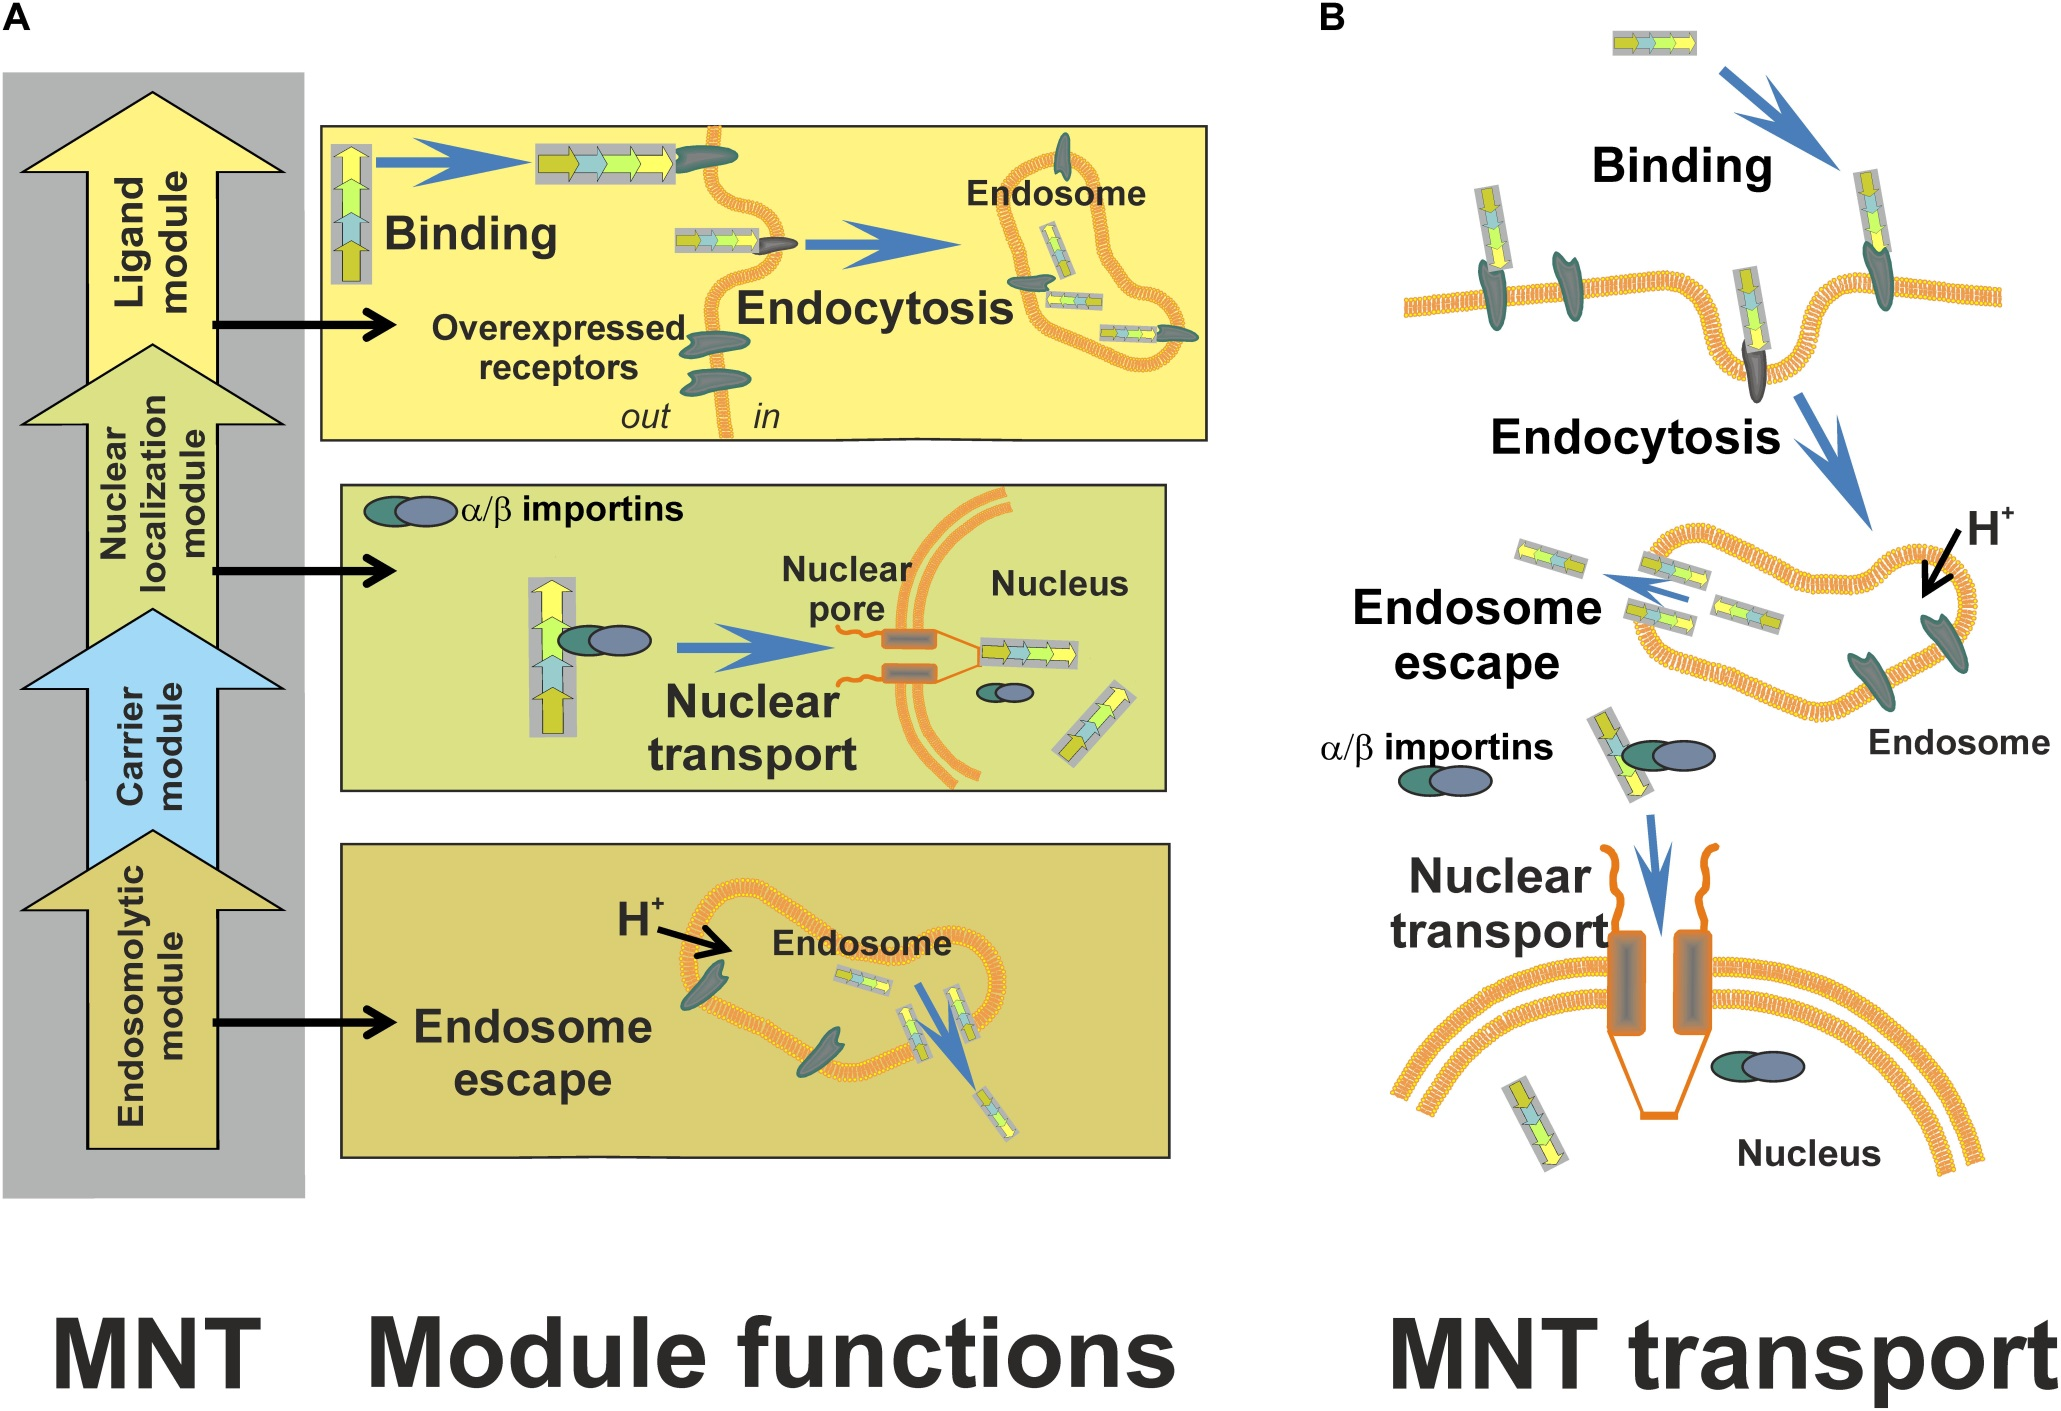 A
Ligand
module
Nuclear
localization
module
Carrier
module
Endosomolytic
module
Binding
Endosome
Endocytosis
Overexpressed
receptors
out
in
α/β importins
Nuclear
pore
Nucleus
Nuclear
transport
H+
Endosome
Endosome
escape
MNT
Module functions
B
Binding
Endocytosis
H+
Endosome
escape
Endosome
α/β importins
Nuclear
transport
Nucleus
MNT transport